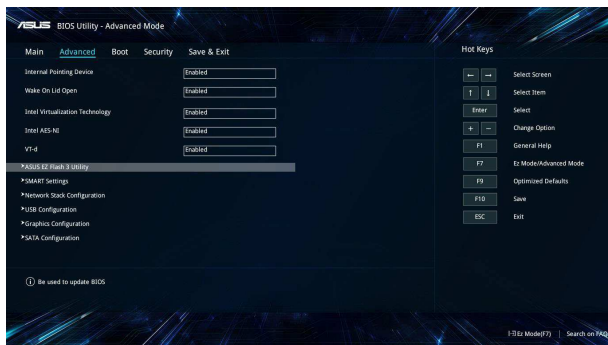 ASUS BIOS Utility - Advanced Mode
Main Advanced Boot Security Save & Exit
Internal Pointing Device Enabled
Wake On Lid Open Enabled
Intel Virtualization Technology Enabled
Intel AES-NI Enabled
VT-d Enabled
ASUS EZ Flash 3 Utility
SMART Settings
Network Stack Configuration
USB Configuration
Graphics Configuration
SATA Configuration
Be used to update BIOS
Hot Keys
← → Select Screen
↑ ↓ Select Item
Enter Select
+ - Change Option
F1 General Help
F7 Ez Mode/Advanced Mode
F9 Optimized Defaults
F10 Save
ESC Exit
Ez Mode(F7) | Search on FAQ